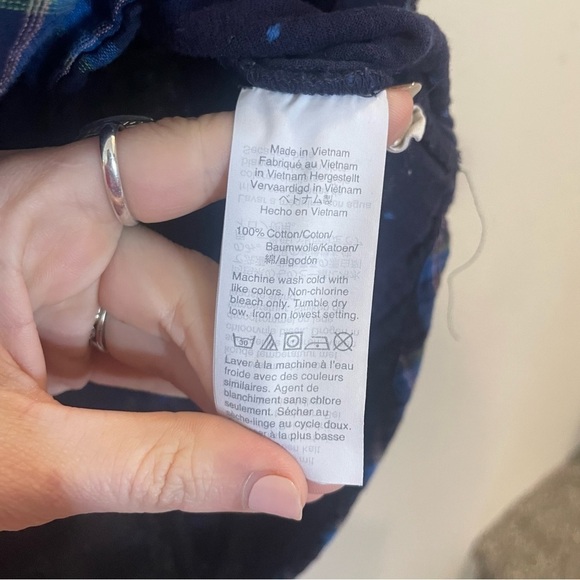 Made in Vietnam
Fabriqué au Vietnam
in Vietnam Hergestellt
Vervaardigd in Viëtnam
ベトナム製
Hecho en Vietnam
100% Cotton/Coton/
Baumwolle/Katoen/
綿/algodón
Machine wash cold with
like colors. Non-chlorine
bleach only. Tumble dry
low. Iron on lowest setting.
30
Laver à la machine à l'eau
froide avec des couleurs
similaires. Agent de
blanchiment sans chlore
seulement. Sécher au
sèche-linge au cycle doux.
à la plus basse